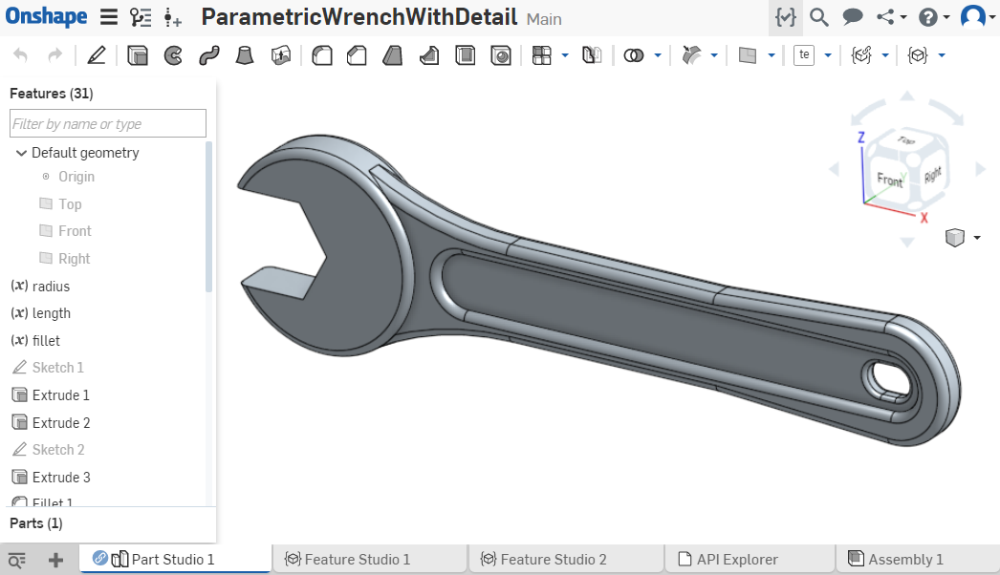 Onshape ParametricWrenchWithDetail Main
te
Features (31)
Filter by name or type
Default geometry
Origin
Top
Front
Right
(x) radius
(x) length
(x) fillet
Sketch 1
Extrude 1
Extrude 2
Sketch 2
Extrude 3
Fillet 1
Parts (1)
Z
Top
Front
Y
Right
X
Part Studio 1
Feature Studio 1
Feature Studio 2
API Explorer
Assembly 1